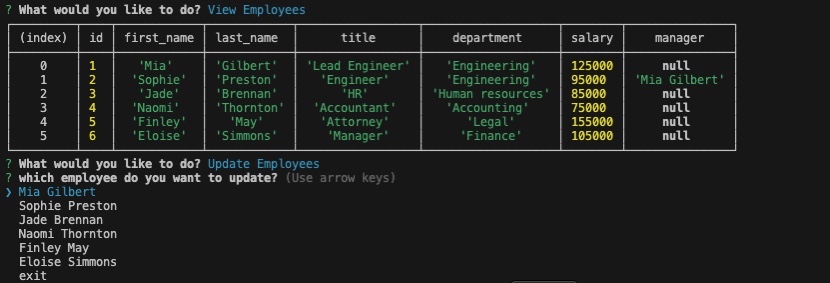 ? What would you like to do? View Employees
(index) id first_name last_name title department salary manager
0 1 'Mia' 'Gilbert' 'Lead Engineer' 'Engineering' 125000 null
1 2 'Sophie' 'Preston' 'Engineer' 'Engineering' 95000 'Mia Gilbert'
2 3 'Jade' 'Brennan' 'HR' 'Human resources' 85000 null
3 4 'Naomi' 'Thornton' 'Accountant' 'Accounting' 75000 null
4 5 'Finley' 'May' 'Attorney' 'Legal' 155000 null
5 6 'Eloise' 'Simmons' 'Manager' 'Finance' 105000 null
? What would you like to do? Update Employees
? which employee do you want to update? (Use arrow keys)
❯ Mia Gilbert
Sophie Preston
Jade Brennan
Naomi Thornton
Finley May
Eloise Simmons
exit